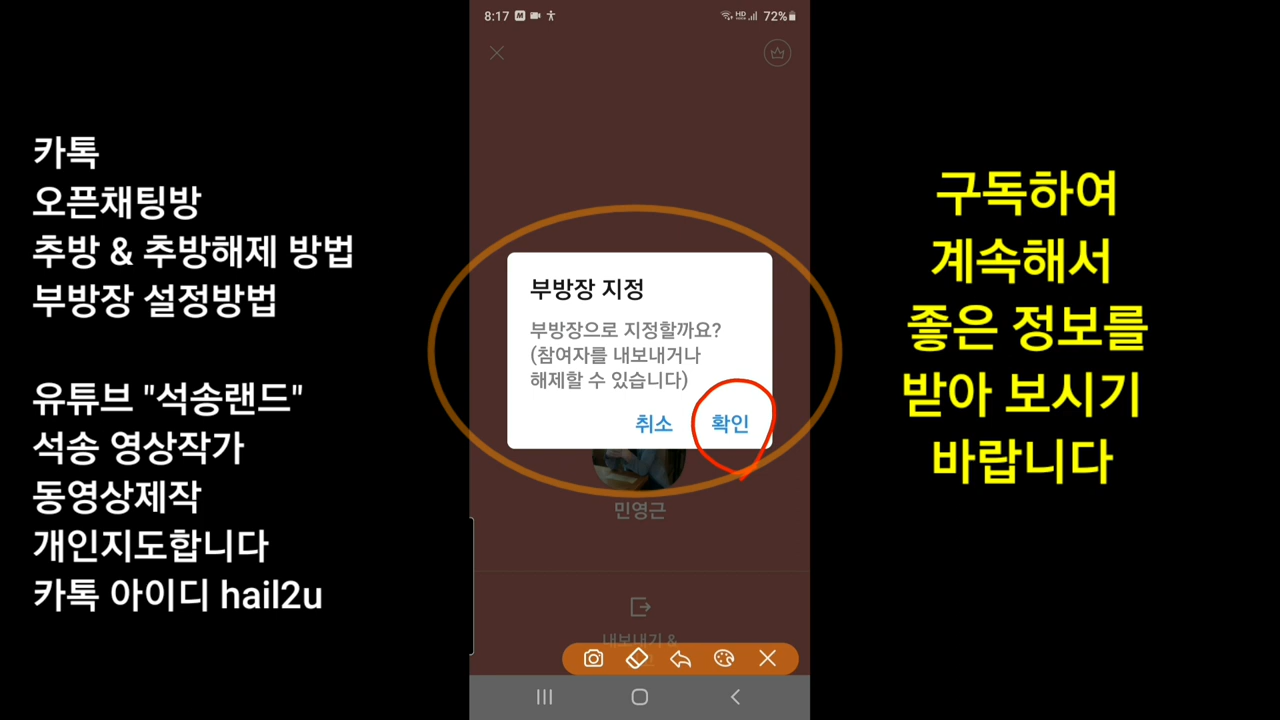 카톡
오픈채팅방
추방 & 추방해제 방법
부방장 설정방법
유튜브 "석송랜드"
석송 영상작가
동영상제작
개인지도합니다
카톡 아이디 hail2u
8:17
HD
72%
부방장 지정
부방장으로 지정할까요?
(참여자를 내보내거나
해제할 수 있습니다)
취소 확인
민영근
내보내기 &
구독하여
계속해서
좋은 정보를
받아 보시기
바랍니다